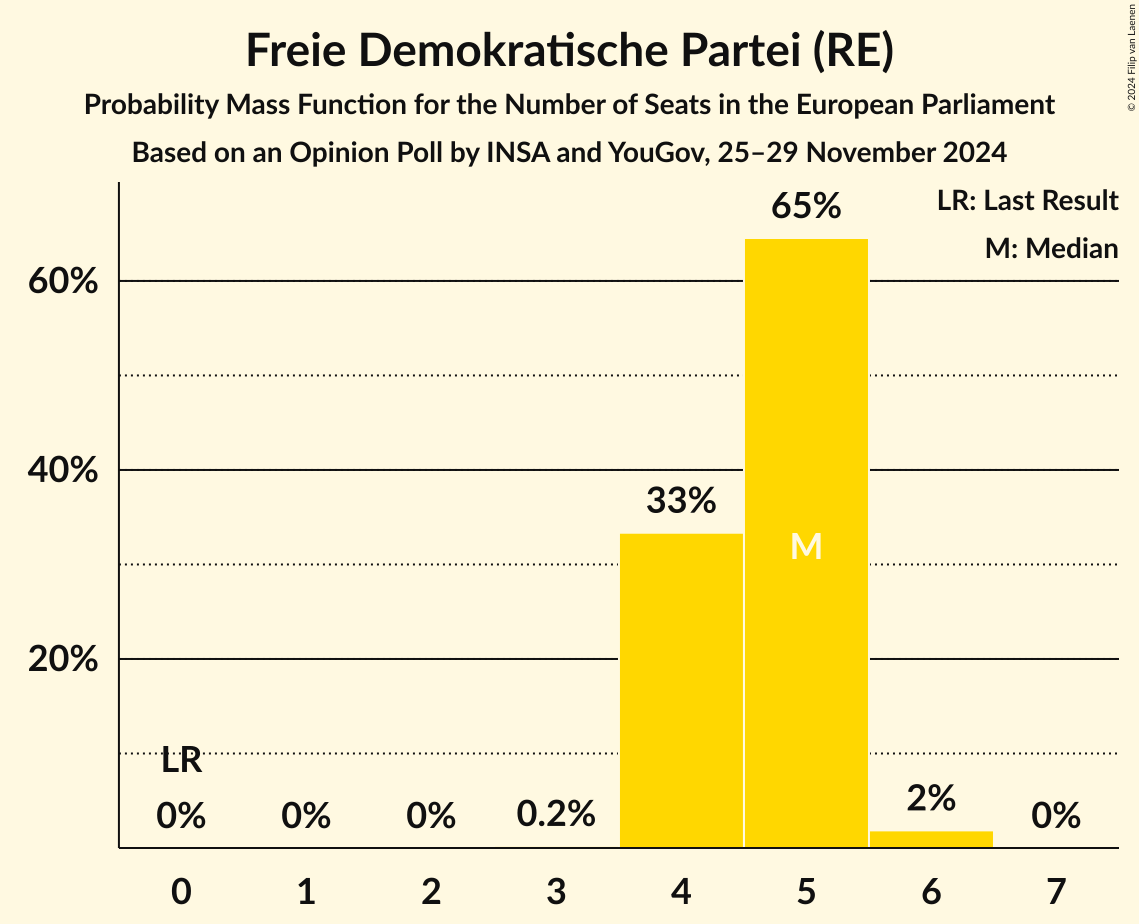 Freie Demokratische Partei (RE)
Probability Mass Function for the Number of Seats in the European Parliament
Based on an Opinion Poll by INSA and YouGov, 25–29 November 2024
© 2024 Filip van Laenen
LR: Last Result
M: Median
65%
60%
40%
33%
M
20%
LR
0%
0%
0%
0.2%
2%
0%
0
1
2
3
4
5
6
7